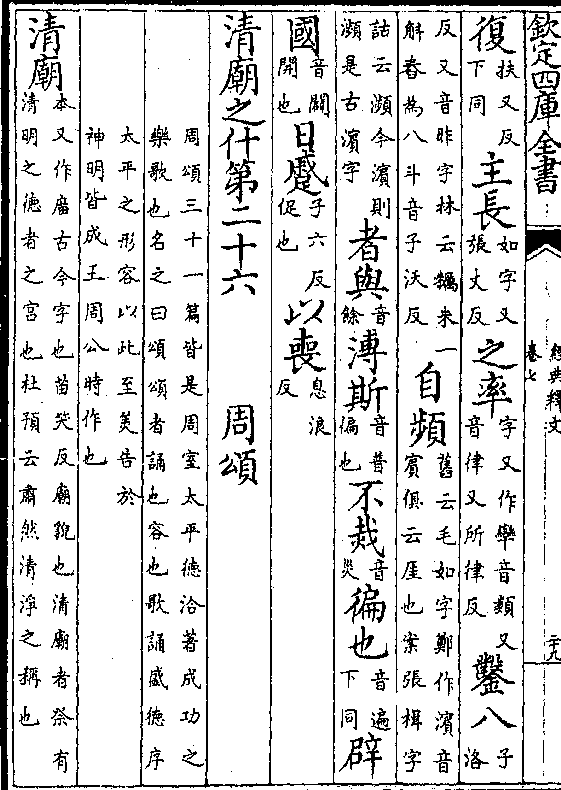 欽定四庫全書
經典釋文
卷七
二十九
復扶又反下同主長如字又張丈反之率字又作音類又音律又所律反鑿八子洛
反又音昨字林云糲米一解舂為八斗音子沃反自頻舊云毛如字鄭作濱音賓俱云厓也案張揖字
詁云瀕今濱則瀕是古濱字者與音餘溥斯音普徧也不烖音災徧也音遍下同辟
國音闢開也日蹙子六反促也以喪息浪反
清廟之什第二十六 周頌
周頌三十一篇皆是周室太平德洽著成功之樂歌也名之曰頌頌者誦也容也歌誦盛德序
太平之形容以此至美告於神明皆成王周公時作也
清廟本又作庿古今字也苗笑反廟貌也清廟者祭有清明之德者之宮也杜預云肅然清淨之稱也